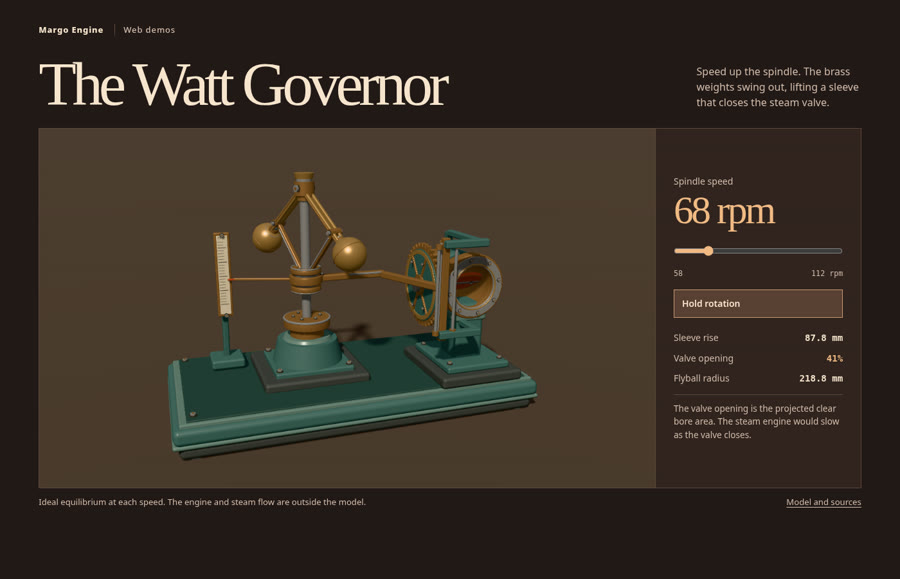 Margo Engine
Web demos
The Watt Governor
Speed up the spindle. The brass
weights swing out, lifting a sleeve
that closes the steam valve.
Spindle speed
68 rpm
58
112 rpm
Hold rotation
Sleeve rise
87.8 mm
Valve opening
41%
Flyball radius
218.8 mm
The valve opening is the projected clear
bore area. The steam engine would slow
as the valve closes.
Ideal equilibrium at each speed. The engine and steam flow are outside the model.
Model and sources